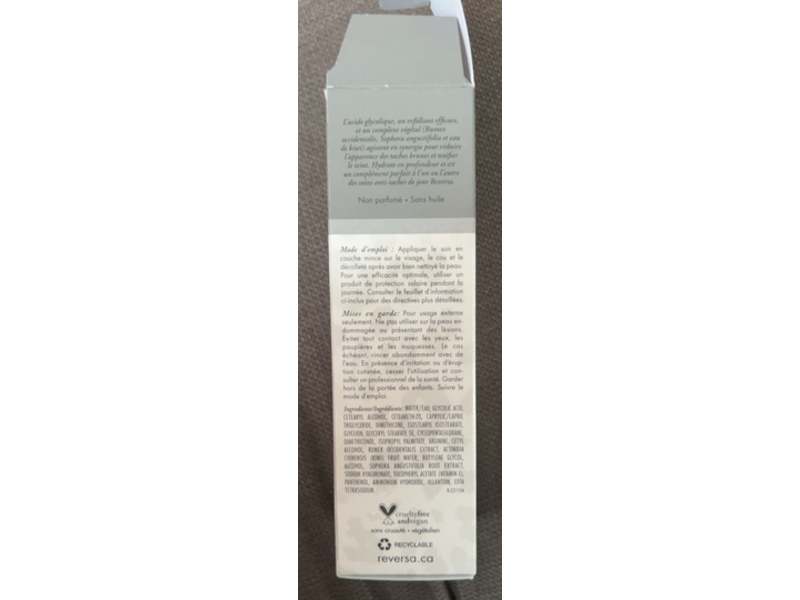 L'acide glycolique, un exfoliant efficace,
et un complexe végétal (Rumex
occidentalis, Sophora angustifolia et eau
de kiwi) agissent en synergie pour réduire
l'apparence des taches brunes et unifier
le teint. Hydrate en profondeur et est
un complément parfait à l'un ou l'autre
des soins anti-taches de jour Reversa.
Non parfumé • Sans huile
Mode d'emploi : Appliquer le soir en
couche mince sur le visage, le cou et le
décolleté après avoir bien nettoyé la peau.
Pour une efficacité optimale, utiliser un
produit de protection solaire pendant la
journée. Consulter le feuillet d'information
ci-inclus pour des directives plus détaillées.
Mises en garde: Pour usage externe
seulement. Ne pas utiliser sur la peau en-
dommagée ou présentant des lésions.
Éviter tout contact avec les yeux, les
paupières et les muqueuses. Le cas
échéant, rincer abondamment avec de
l'eau. En présence d'irritation ou d'érup-
tion cutanée, cesser l'utilisation et con-
sulter un professionnel de la santé. Garder
hors de la portée des enfants. Suivre le
mode d'emploi.
Ingredients/Ingrédients: WATER/EAU, GLYCOLIC ACID,
CETEARYL ALCOHOL, CETEARETH-20, CAPRYLIC/CAPRIC
TRIGLYCERIDE, DIMETHICONE, ISOSTEARYL ISOSTEARATE,
GLYCERIN, GLYCERYL STEARATE SE, CYCLOPENTASILOXANE,
DIMETHICONOL, ISOPROPYL PALMITATE, ARGININE, CETYL
ALCOHOL, RUMEX OCCIDENTALIS EXTRACT, ACTINIDIA
CHINENSIS (KIWI) FRUIT WATER, BUTYLENE GLYCOL,
ALCOHOL, SOPHORA ANGUSTIFOLIA ROOT EXTRACT,
SODIUM HYALURONATE, TOCOPHERYL ACETATE (VITAMIN E),
PANTHENOL, AMMONIUM HYDROXIDE, ALLANTOIN, EDTA
TETRASODIUM.
crueltyfree
andvegan
sans cruauté • végétalien
RECYCLABLE
reversa.ca